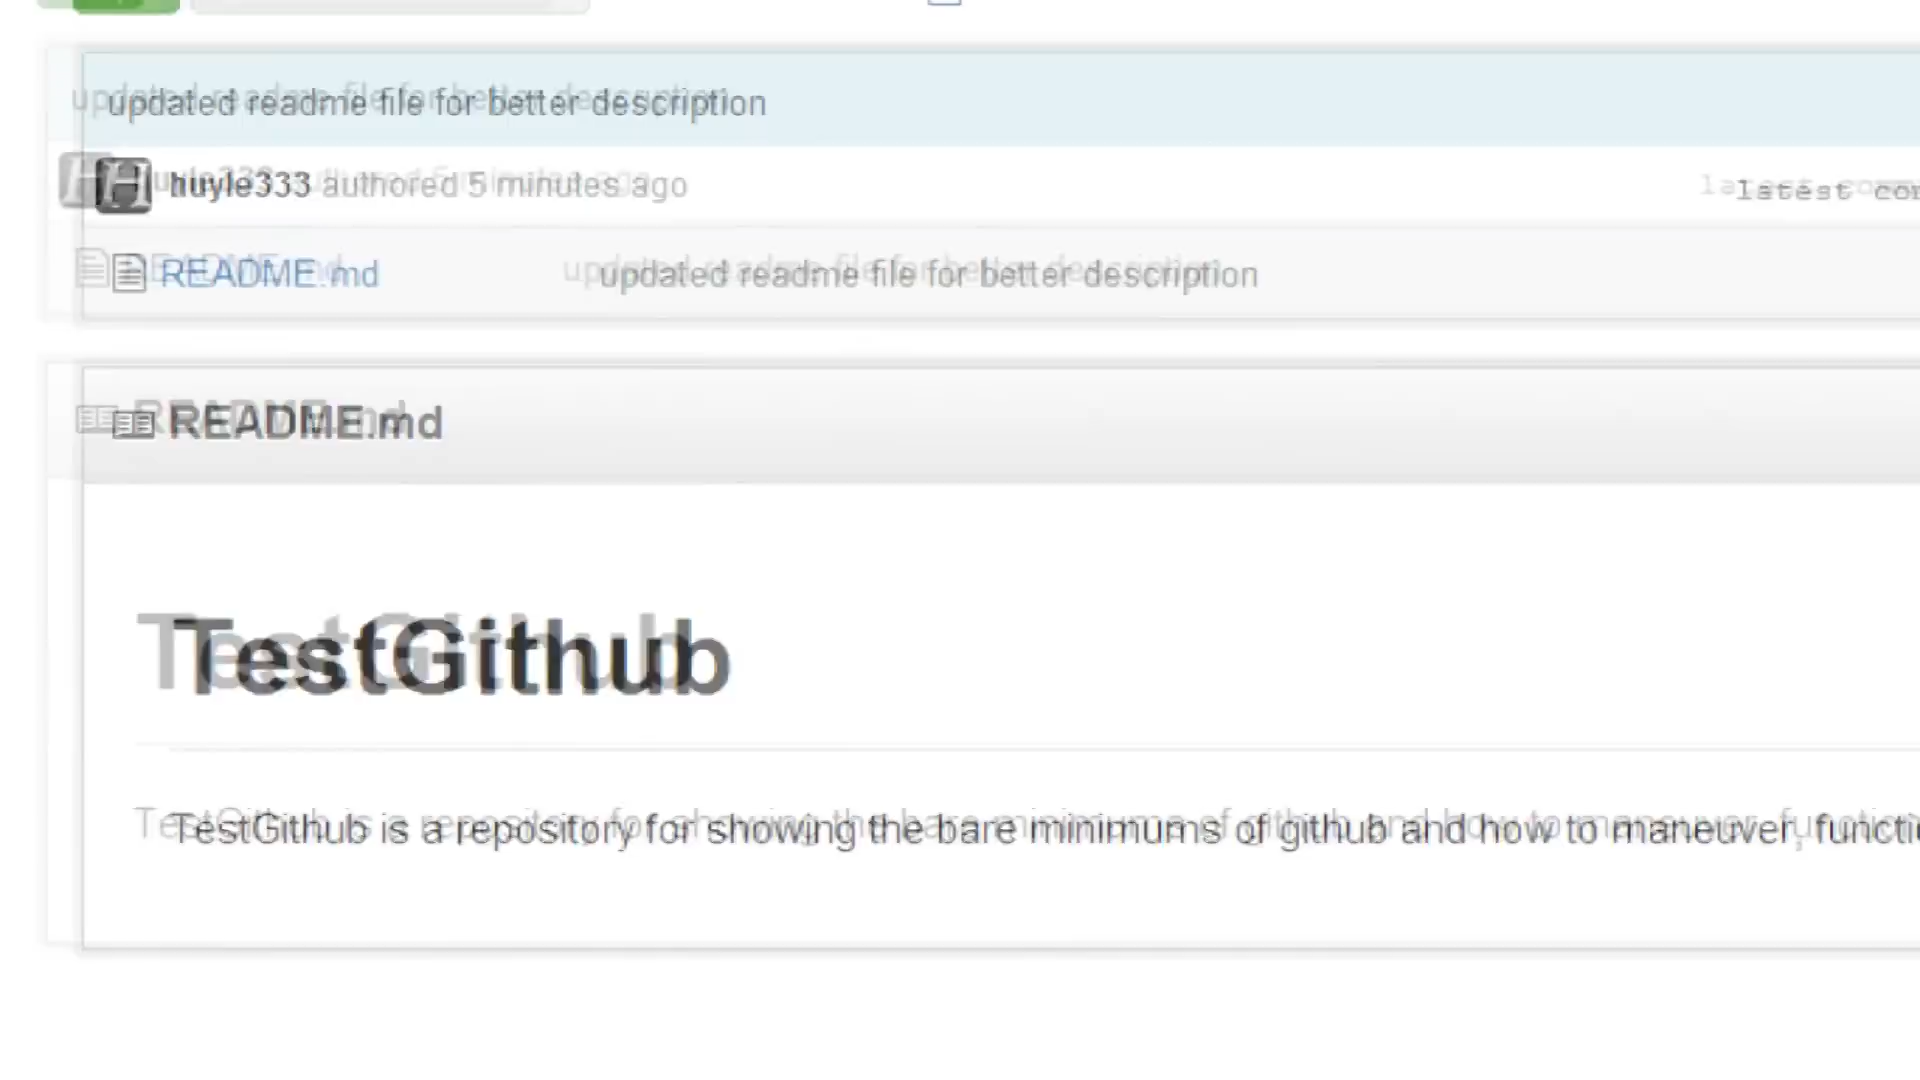 updated readme file for better description
huyle333 authored 5 minutes ago
latest
README.md updated readme file for better description
README.md
TestGithub
TestGithub is a repository for showing the bare minimums of github and how to maneuver,